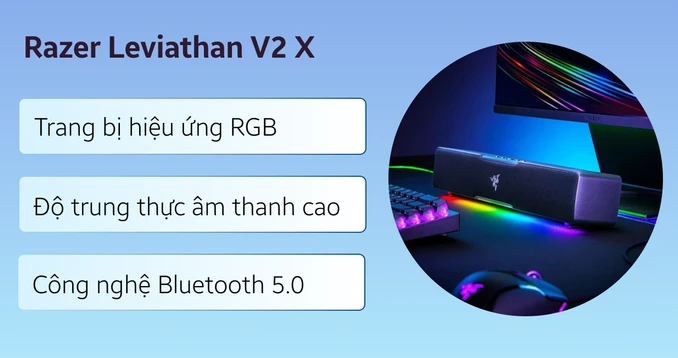 Razer Leviathan V2 X
Trang bị hiệu ứng RGB
Độ trung thực âm thanh cao
Công nghệ Bluetooth 5.0